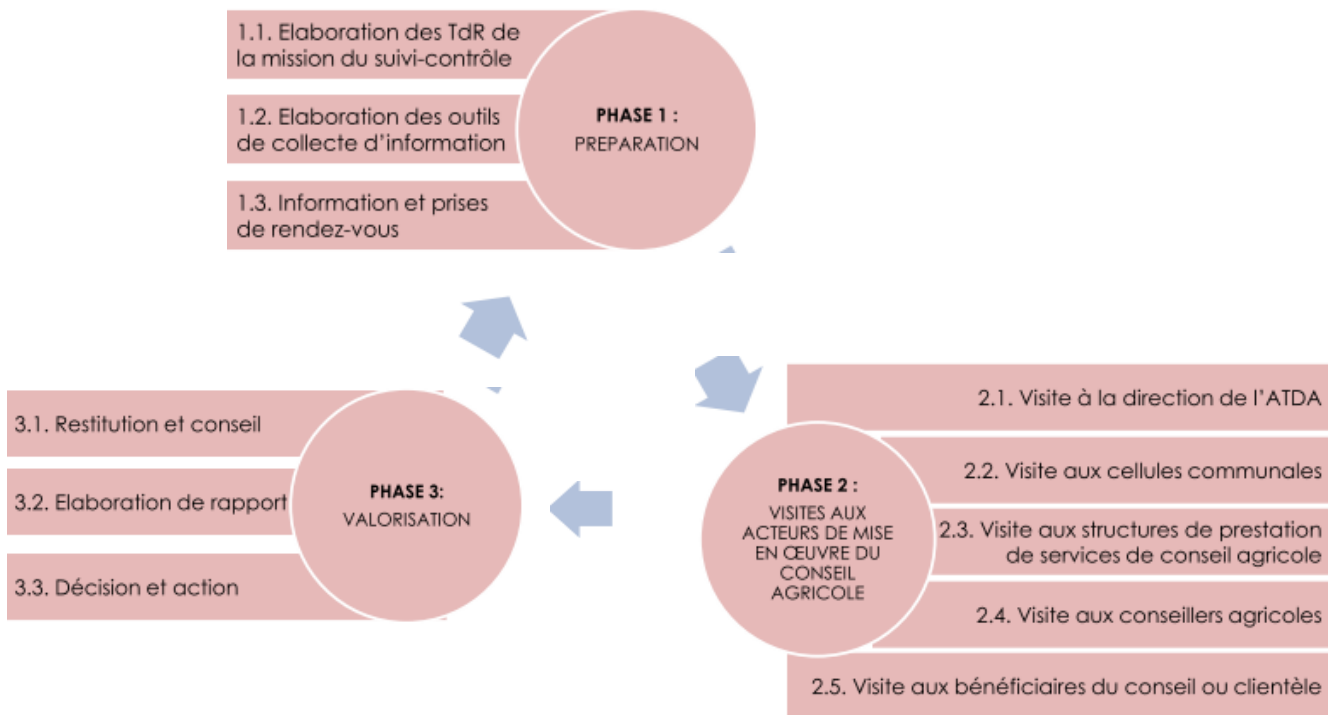 1.1. Elaboration des TdR de
la mission du suivi-contrôle
1.2. Elaboration des outils
de collecte d'information
1.3. Information et prises
de rendez-vous
PHASE 1 :
PREPARATION
2.1. Visite à la direction de l'ATDA
2.2. Visite aux cellules communales
2.3. Visite aux structures de prestation
de services de conseil agricole
2.4. Visite aux conseillers agricoles
2.5. Visite aux bénéficiaires du conseil ou clientèle
PHASE 2 :
VISITES AUX
ACTEURS DE MISE
EN ŒUVRE DU
CONSEIL
AGRICOLE
3.1. Restitution et conseil
3.2. Elaboration de rapport
3.3. Décision et action
PHASE 3:
VALORISATION